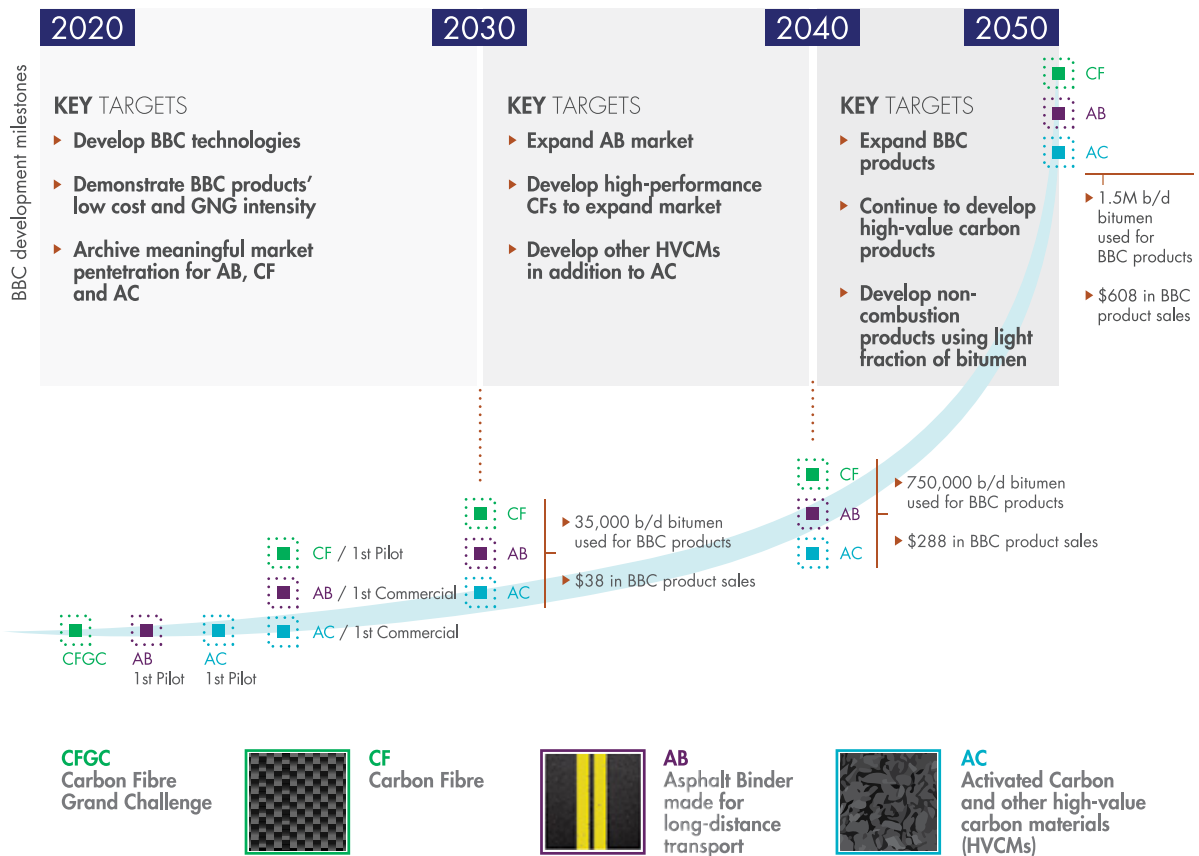 2020
2030
2040
2050
BBC development milestones
KEY TARGETS
Develop BBC technologies
Demonstrate BBC products’
low cost and GNG intensity
Archive meaningful market
pentetration for AB, CF
and AC
KEY TARGETS
Expand AB market
Develop high-performance
CFs to expand market
Develop other HVCMs
in addition to AC
KEY TARGETS
Expand BBC
products
Continue to develop
high-value carbon
products
Develop non-
combustion
products using light
fraction of bitumen
CF
AB
AC
1.5M b/d
bitumen
used for
BBC products
$608 in BBC
product sales
CF
AB
AC
750,000 b/d bitumen
used for BBC products
$288 in BBC product sales
CF
AB
AC
35,000 b/d bitumen
used for BBC products
$38 in BBC product sales
CF / 1st Pilot
AB / 1st Commercial
AC / 1st Commercial
CFGC
AB
1st Pilot
AC
1st Pilot
CFGC
Carbon Fibre
Grand Challenge
CF
Carbon Fibre
AB
Asphalt Binder
made for
long-distance
transport
AC
Activated Carbon
and other high-value
carbon materials
(HVCMs)